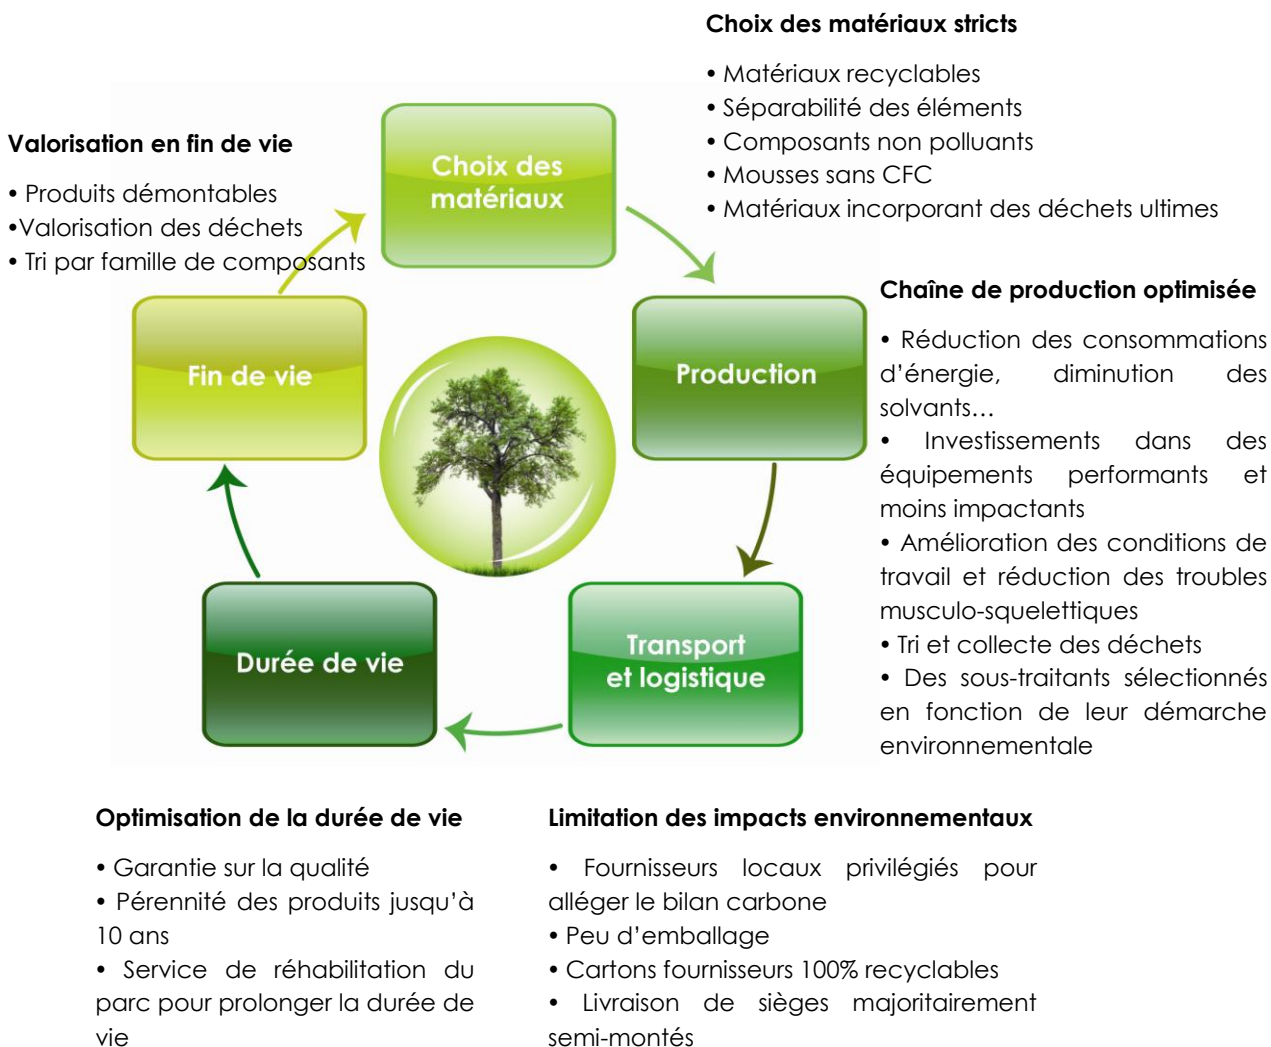 Choix des matériaux stricts
• Matériaux recyclables
• Séparabilité des éléments
• Composants non polluants
• Mousses sans CFC
• Matériaux incorporant des déchets ultimes
Valorisation en fin de vie
• Produits démontables
•Valorisation des déchets
• Tri par famille de composants
Choix des
matériaux
Fin de vie
Production
Durée de vie
Transport
et logistique
Chaîne de production optimisée
• Réduction des consommations
d’énergie, diminution des
solvants…
• Investissements dans des
équipements performants et
moins impactants
• Amélioration des conditions de
travail et réduction des troubles
musculo-squelettiques
• Tri et collecte des déchets
• Des sous-traitants sélectionnés
en fonction de leur démarche
environnementale
Optimisation de la durée de vie
• Garantie sur la qualité
• Pérennité des produits jusqu’à
10 ans
• Service de réhabilitation du
parc pour prolonger la durée de
vie
Limitation des impacts environnementaux
• Fournisseurs locaux privilégiés pour
alléger le bilan carbone
• Peu d’emballage
• Cartons fournisseurs 100% recyclables
• Livraison de sièges majoritairement
semi-montés